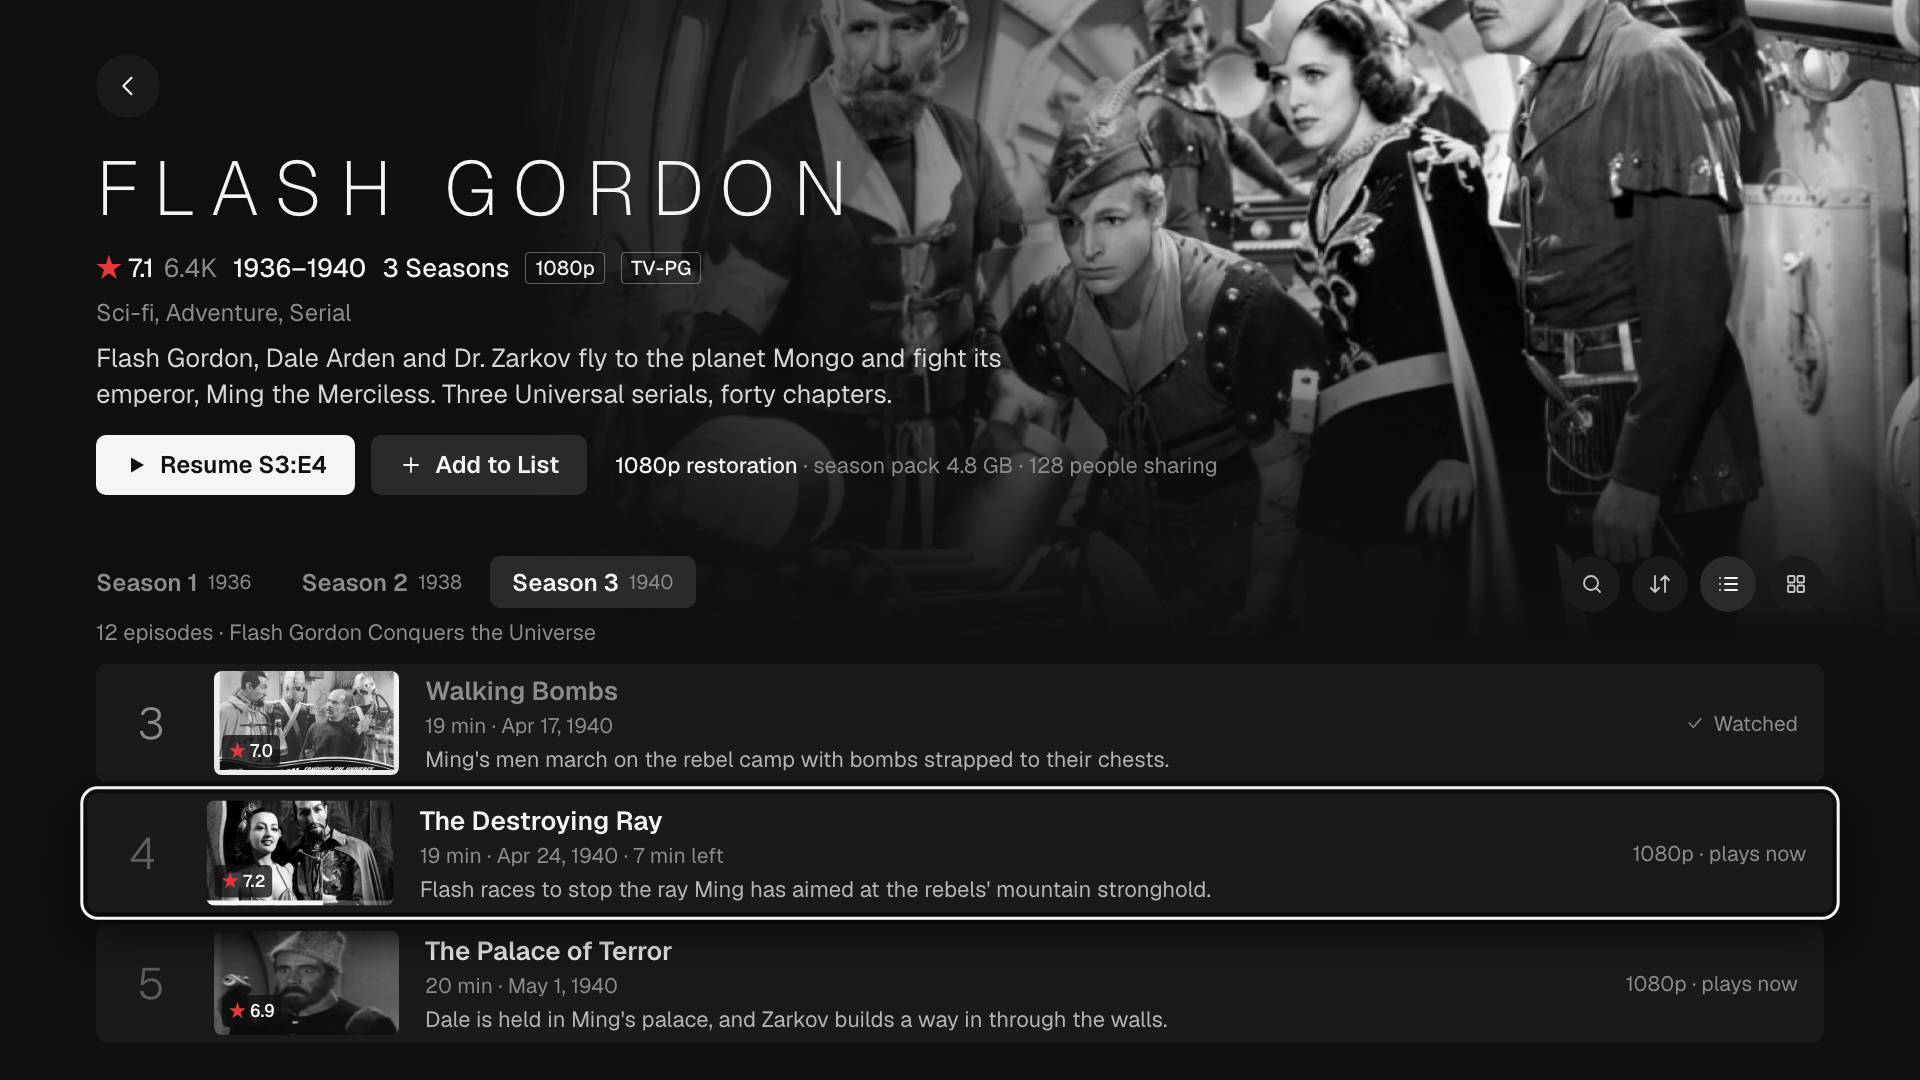 FLASH GORDON
7.1 6.4K 1936–1940 3 Seasons 1080p TV-PG
Sci-fi, Adventure, Serial
Flash Gordon, Dale Arden and Dr. Zarkov fly to the planet Mongo and fight its
emperor, Ming the Merciless. Three Universal serials, forty chapters.
Resume S3:E4 Add to List 1080p restoration · season pack 4.8 GB · 128 people sharing
Season 1 1936 Season 2 1938 Season 3 1940
12 episodes · Flash Gordon Conquers the Universe
3
7.0
Walking Bombs
19 min · Apr 17, 1940
Ming's men march on the rebel camp with bombs strapped to their chests.
Watched
4
7.2
The Destroying Ray
19 min · Apr 24, 1940 · 7 min left
Flash races to stop the ray Ming has aimed at the rebels' mountain stronghold.
1080p · plays now
5
6.9
The Palace of Terror
20 min · May 1, 1940
Dale is held in Ming's palace, and Zarkov builds a way in through the walls.
1080p · plays now